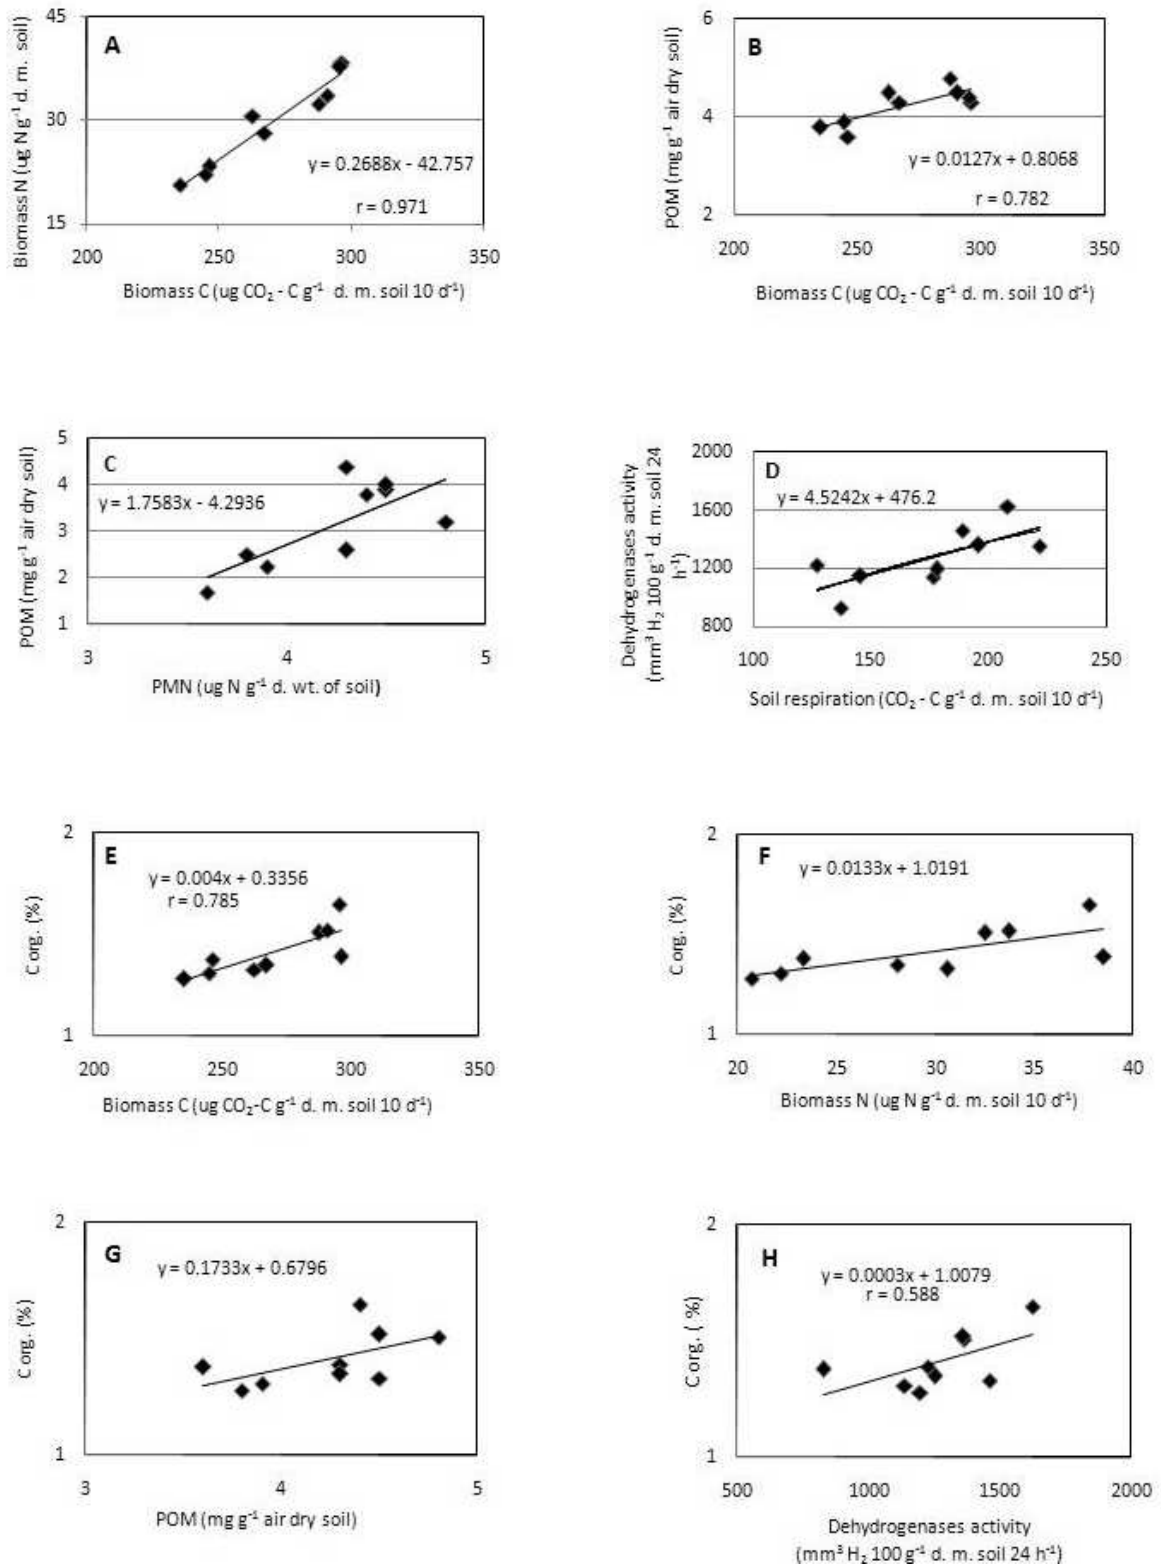 A
Biomass N (ug N g⁻¹ d. m. soil)
45
30
15
y = 0.2688x - 42.757
r = 0.971
200 250 300 350
Biomass C (ug CO₂ - C g⁻¹ d. m. soil 10 d⁻¹)
B
POM (mg g⁻¹ air dry soil)
6
4
2
y = 0.0127x + 0.8068
r = 0.782
200 250 300 350
Biomass C (ug CO₂ - C g⁻¹ d. m. soil 10 d⁻¹)
C
POM (mg g⁻¹ air dry soil)
5
4
3
2
1
y = 1.7583x - 4.2936
3 4 5
PMN (ug N g⁻¹ d. wt. of soil)
D
Dehydrogenases activity
(mm³ H₂ 100 g⁻¹ d. m. soil 24
h⁻¹)
2000
1600
1200
800
y = 4.5242x + 476.2
100 150 200 250
Soil respiration (CO₂ - C g⁻¹ d. m. soil 10 d⁻¹)
E
C org. (%)
2
1
y = 0.004x + 0.3356
r = 0.785
200 250 300 350
Biomass C (ug CO₂-C g⁻¹ d. m. soil 10 d⁻¹)
F
C org. (%)
2
1
y = 0.0133x + 1.0191
20 25 30 35 40
Biomass N (ug N g⁻¹ d. m. soil 10 d⁻¹)
G
C org. (%)
2
1
y = 0.1733x + 0.6796
3 4 5
POM (mg g⁻¹ air dry soil)
H
C org. ( %)
2
1
y = 0.0003x + 1.0079
r = 0.588
500 1000 1500 2000
Dehydrogenases activity
(mm³ H₂ 100 g⁻¹ d. m. soil 24 h⁻¹)